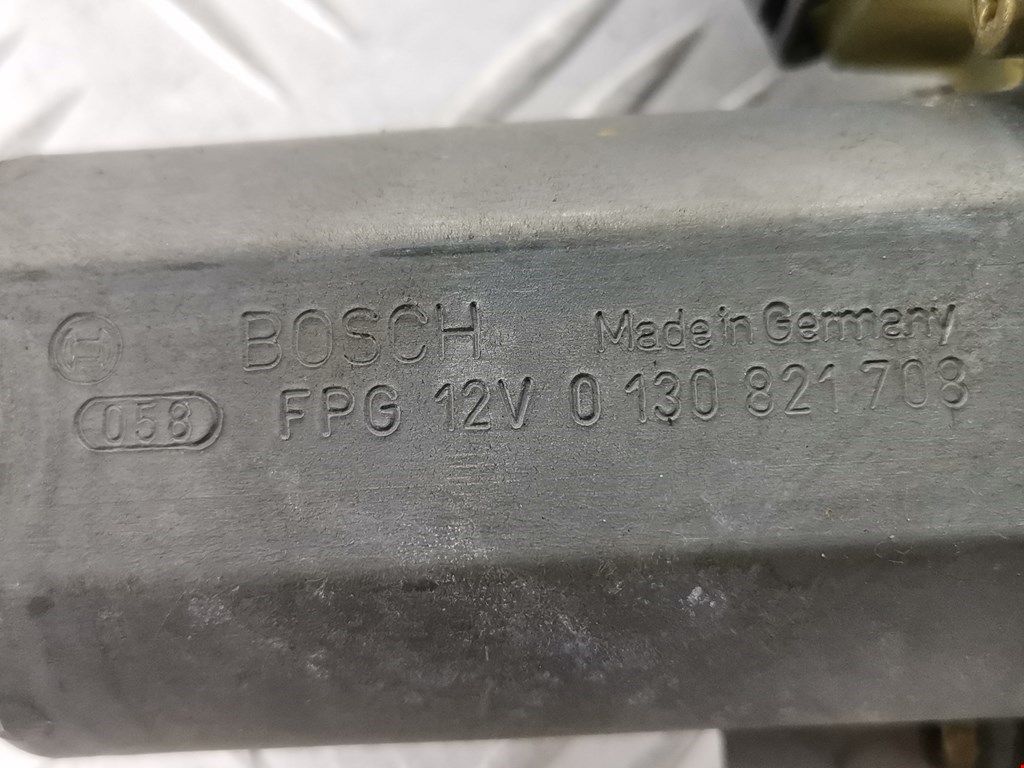 BOSCH Made in Germany
058 FPG 12V 0 130 821 708